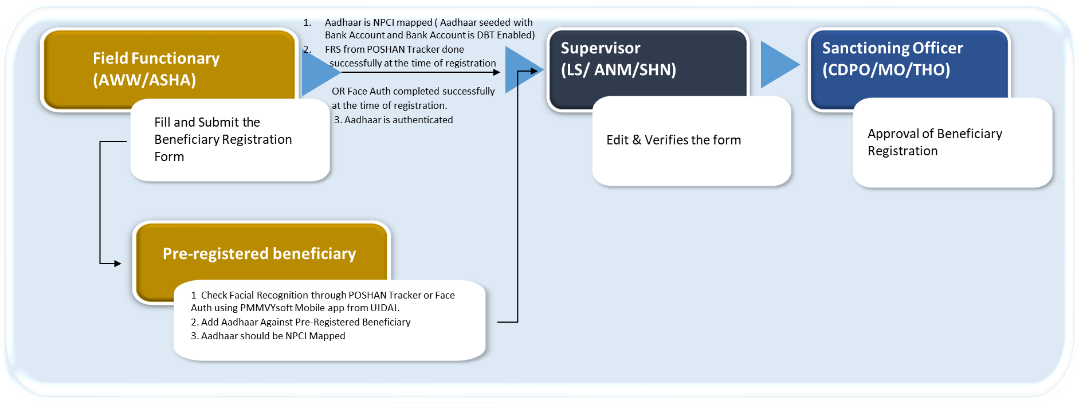 Field Functionary
(AWW/ASHA)
Fill and Submit the
Beneficiary Registration
Form
1. Aadhaar is NPCI mapped ( Aadhaar seeded with
Bank Account and Bank Account is DBT Enabled)
2. FRS from POSHAN Tracker done
successfully at the time of registration
OR Face Auth completed successfully
at the time of registration.
3. Aadhaar is authenticated
Supervisor
(LS/ ANM/SHN)
Edit & Verifies the form
Sanctioning Officer
(CDPO/MO/THO)
Approval of Beneficiary
Registration
Pre-registered beneficiary
1 Check Facial Recognition through POSHAN Tracker or Face
Auth using PMMVYsoft Mobile app from UIDAI.
2. Add Aadhaar Against Pre-Registered Beneficiary
3. Aadhaar should be NPCI Mapped